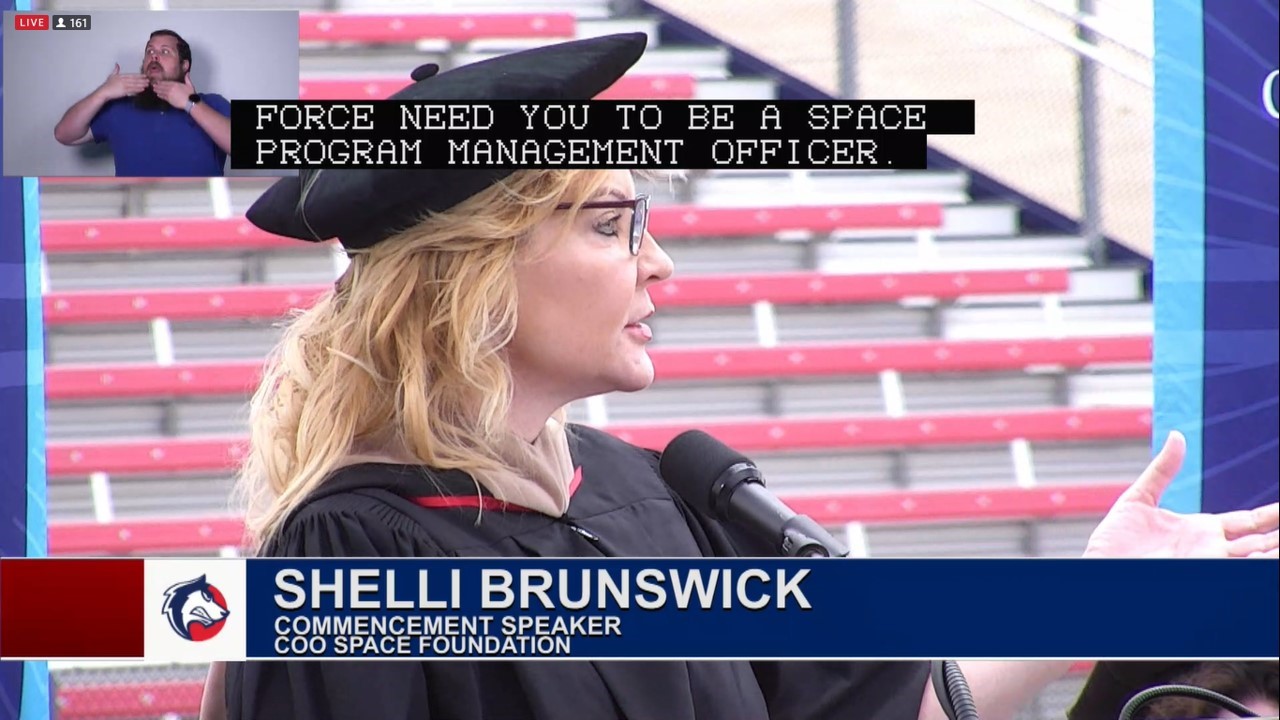 LIVE 161
FORCE NEED YOU TO BE A SPACE
PROGRAM MANAGEMENT OFFICER.
SHELLI BRUNSWICK
COMMENCEMENT SPEAKER
COO SPACE FOUNDATION